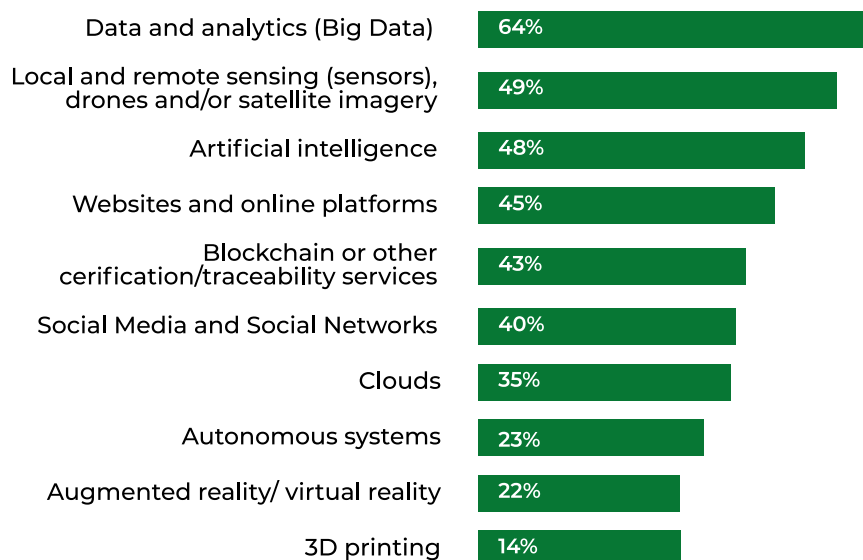 Data and analytics (Big Data) 64%
Local and remote sensing (sensors),
drones and/or satellite imagery 49%
Artificial intelligence 48%
Websites and online platforms 45%
Blockchain or other
cerification/traceability services 43%
Social Media and Social Networks 40%
Clouds 35%
Autonomous systems 23%
Augmented reality/ virtual reality 22%
3D printing 14%